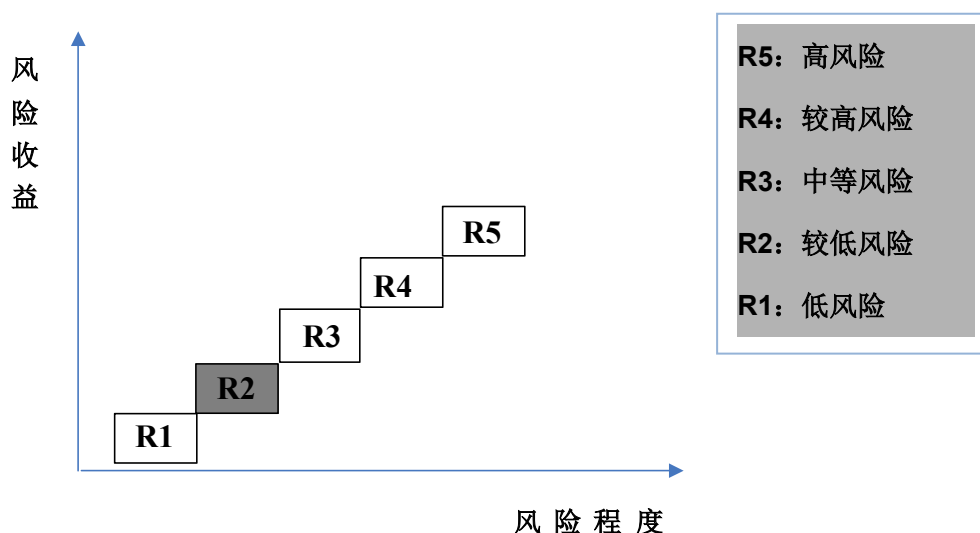 风险收益
R5
R4
R3
R2
R1
风险程度
R5：高风险
R4：较高风险
R3：中等风险
R2：较低风险
R1：低风险